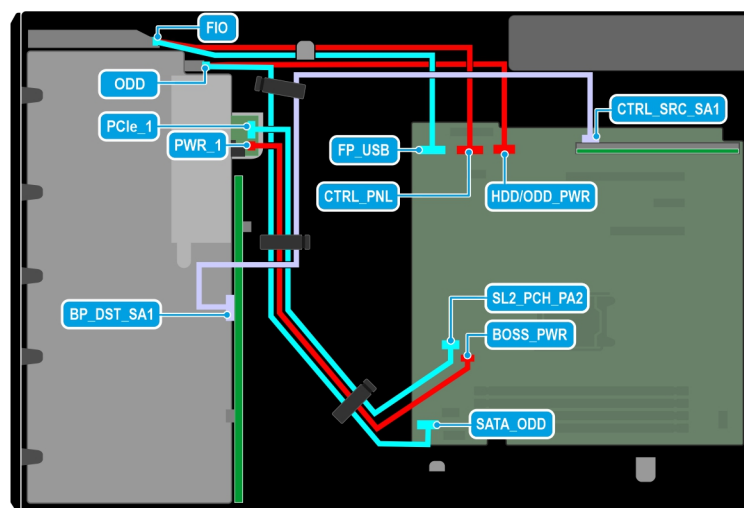 FIO
ODD
PCIe_1
CTRL_SRC_SA1
PWR_1
FP_USB
CTRL_PNL
HDD/ODD_PWR
SL2_PCH_PA2
BP_DST_SA1
BOSS_PWR
SATA_ODD